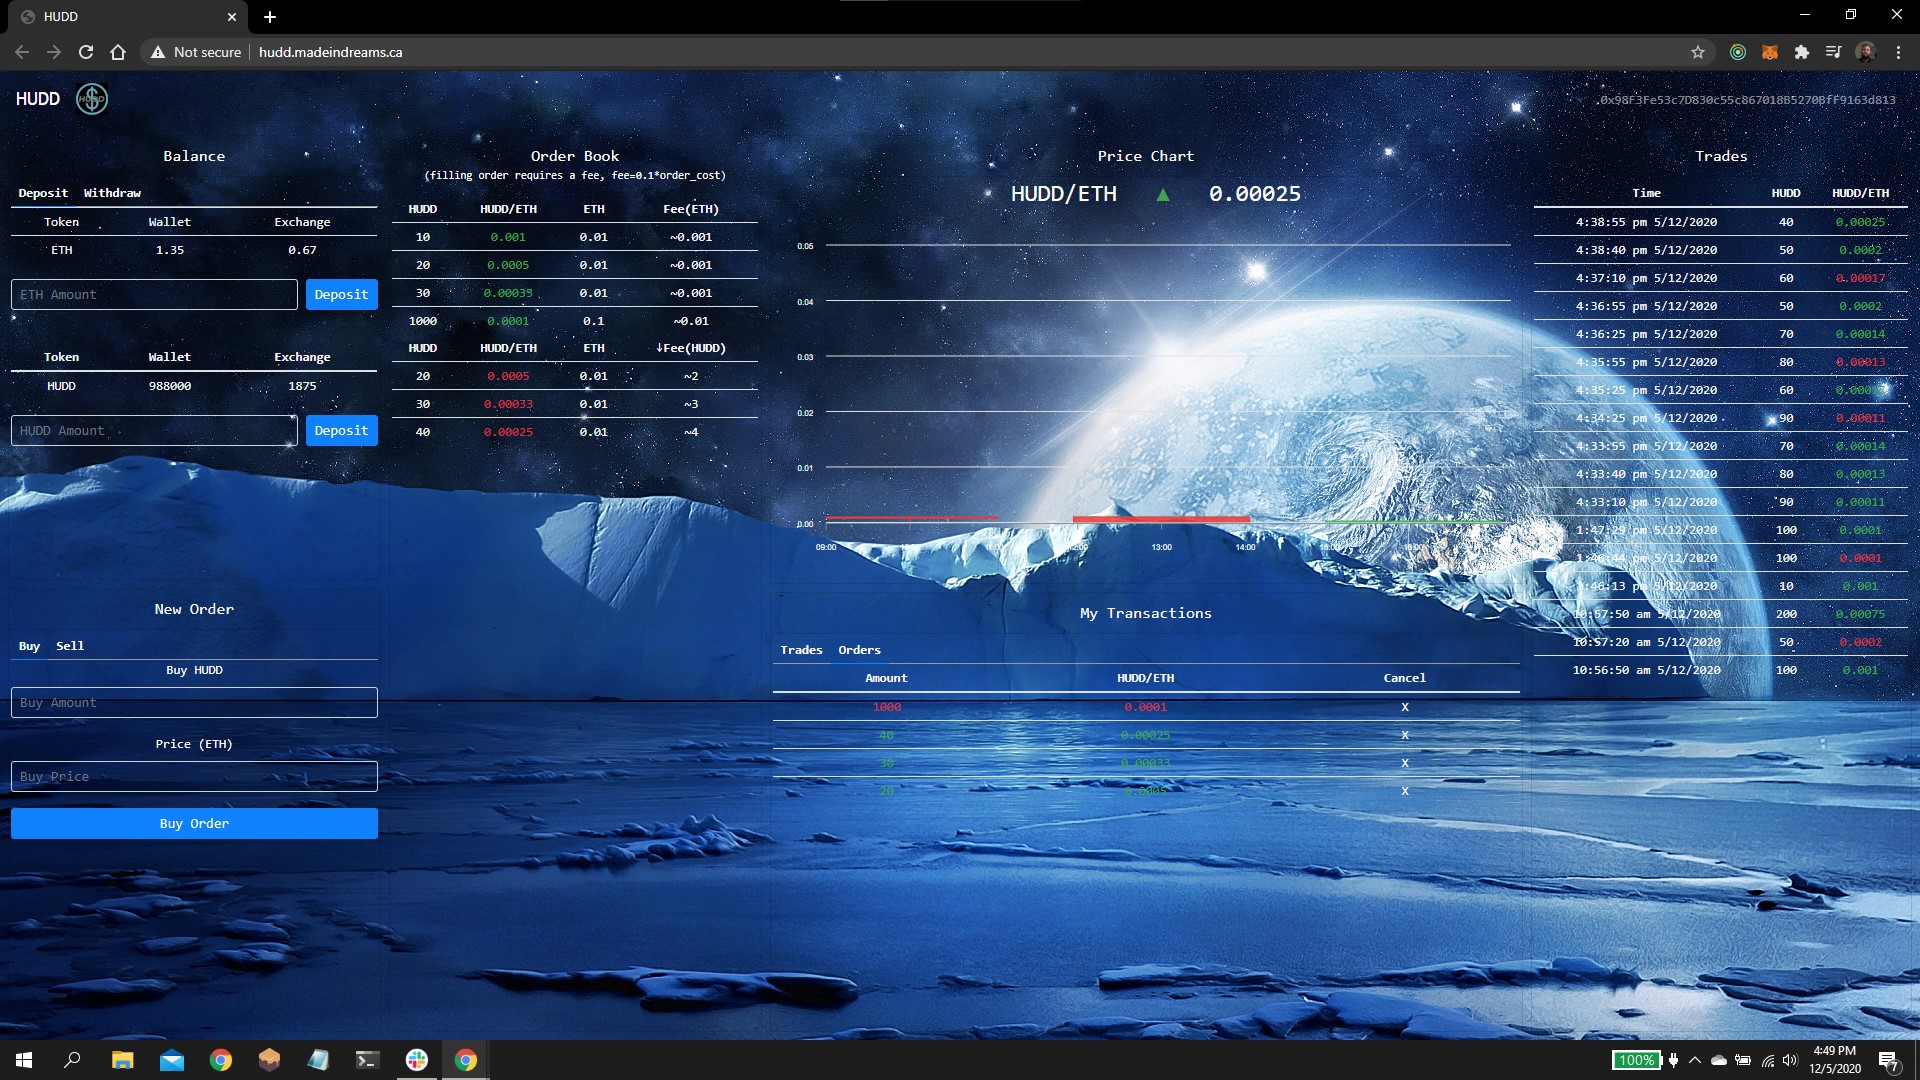 HUDD
Not secure hudd.madeindreams.ca
HUDD
0x98F3Fe53c7D830c55c867018B5270Bff9163d813
Balance
Deposit Withdraw
Token Wallet Exchange
ETH 1.35 0.67
ETH Amount Deposit
Token Wallet Exchange
HUDD 988000 1875
HUDD Amount Deposit
New Order
Buy Sell
Buy HUDD
Buy Amount
Price (ETH)
Buy Price
Buy Order
Order Book
(filling order requires a fee, fee=0.1*order_cost)
HUDD HUDD/ETH ETH Fee(ETH)
10 0.001 0.01 ~0.001
20 0.0005 0.01 ~0.001
30 0.00033 0.01 ~0.001
1000 0.0001 0.1 ~0.01
HUDD HUDD/ETH ETH ↓Fee(HUDD)
20 0.0005 0.01 ~2
30 0.00033 0.01 ~3
40 0.00025 0.01 ~4
Price Chart
HUDD/ETH ▲ 0.00025
0.05
0.04
0.03
0.02
0.01
0.00
09:00 13:00 14:00
My Transactions
Trades Orders
Amount HUDD/ETH Cancel
1000 0.0001 X
40 0.00025 X
30 0.00033 X
20 0.0005 X
Trades
Time HUDD HUDD/ETH
4:38:55 pm 5/12/2020 40 0.00025
4:38:40 pm 5/12/2020 50 0.0002
4:37:10 pm 5/12/2020 60 0.00017
4:36:55 pm 5/12/2020 50 0.0002
4:36:25 pm 5/12/2020 70 0.00014
4:35:55 pm 5/12/2020 80 0.00013
4:35:25 pm 5/12/2020 60
4:34:25 pm 5/12/2020 90 0.00011
4:33:55 pm 5/12/2020 70 0.00014
4:33:40 pm 5/12/2020 80 0.00013
4:33:10 pm 5/12/2020 90 0.00011
1:47:29 pm 5/12/2020 100 0.0001
1:46:44 pm 5/12/2020 100 0.0001
1:46:13 pm 5/12/2020 10 0.001
10:57:50 am 5/12/2020 200 0.00075
10:57:20 am 5/12/2020 50 0.0002
10:56:50 am 5/12/2020 100 0.001
100% 4:49 PM
12/5/2020
7